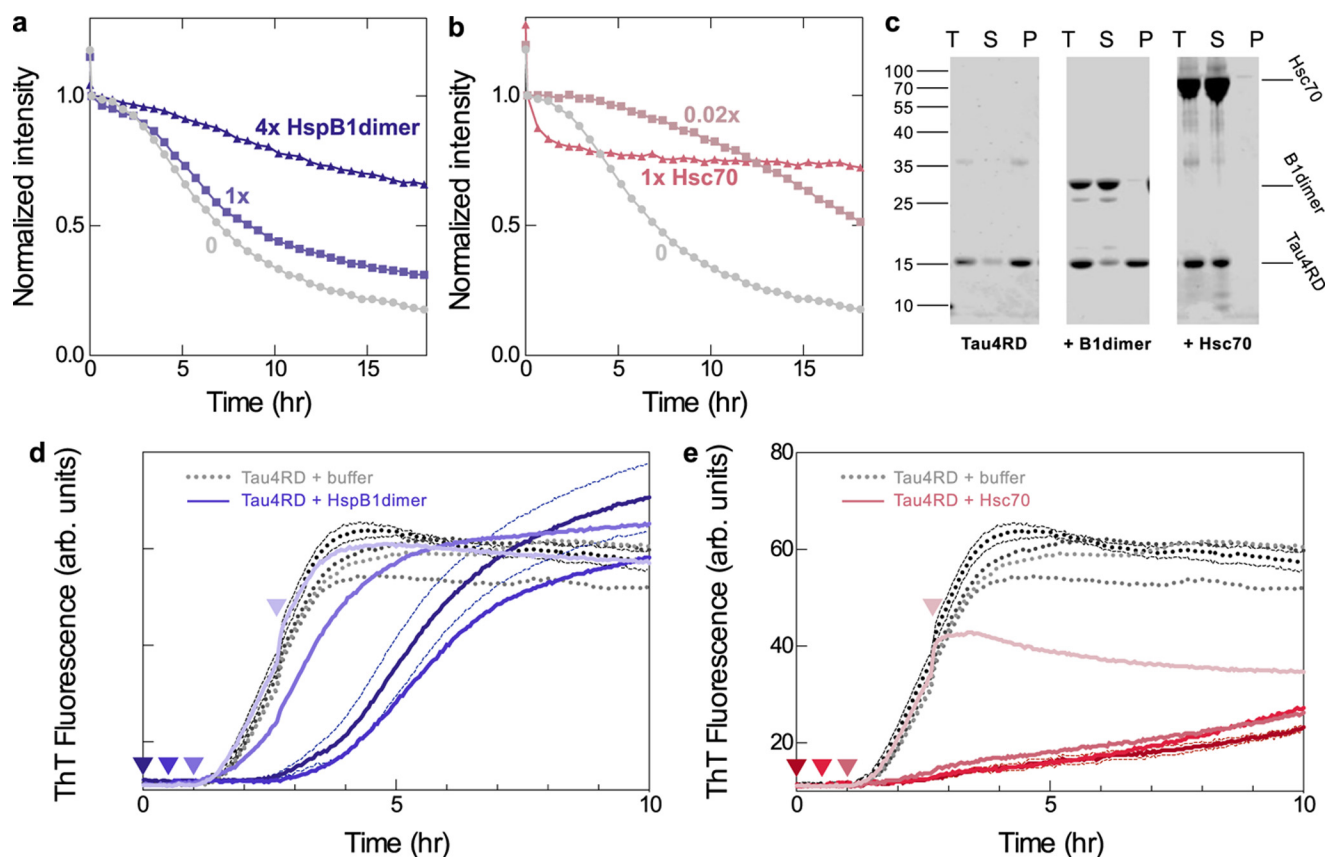 a
Normalized intensity
1.0
0.5
0.0
4x HspB1dimer
1x
0
0 5 10 15
Time (hr)
b
Normalized intensity
1.0
0.5
0.0
0.02x
1x Hsc70
0
0 5 10 15
Time (hr)
c
T S P T S P T S P
100
70
55
40
35
25
15
10
Hsc70
B1dimer
Tau4RD
Tau4RD + B1dimer + Hsc70
d
ThT Fluorescence (arb. units)
Tau4RD + buffer
Tau4RD + HspB1dimer
0 5 10
Time (hr)
e
ThT Fluorescence (arb. units)
80
60
40
20
Tau4RD + buffer
Tau4RD + Hsc70
0 5 10
Time (hr)